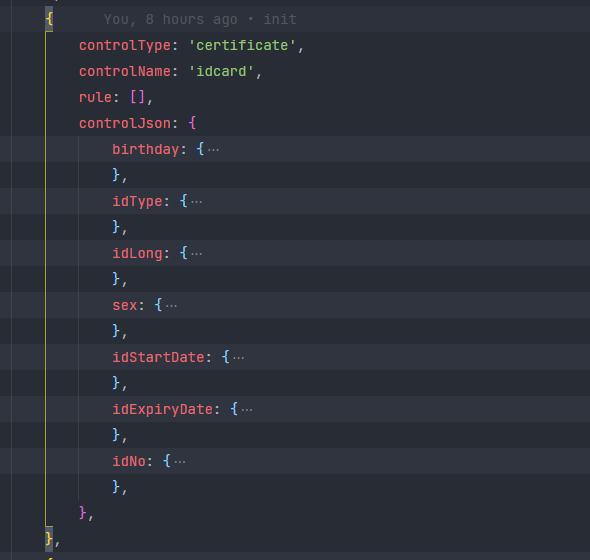 { You, 8 hours ago • init
controlType: 'certificate',
controlName: 'idcard',
rule: [],
controlJson: {
birthday: {⋯
},
idType: {⋯
},
idLong: {⋯
},
sex: {⋯
},
idStartDate: {⋯
},
idExpiryDate: {⋯
},
idNo: {⋯
},
},
},